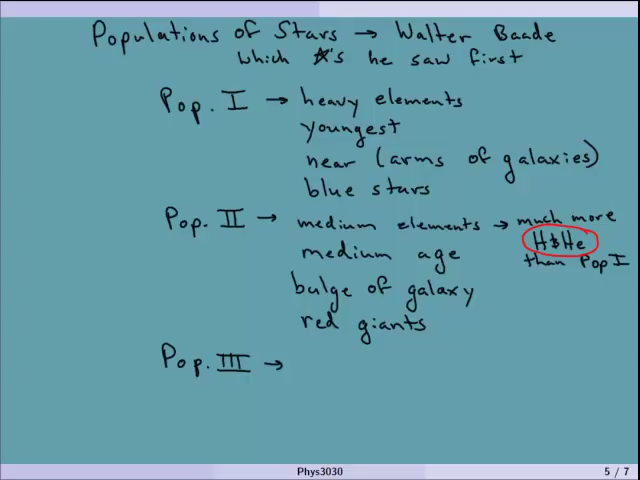 Populations of Stars → Walter Baade
which ☆'s he saw first
Pop. I → heavy elements
youngest
near (arms of galaxies)
blue stars
Pop. II → medium elements → much more
H & He
than Pop I
medium age
bulge of galaxy
red giants
Pop. III →
Phys3030
5 / 7